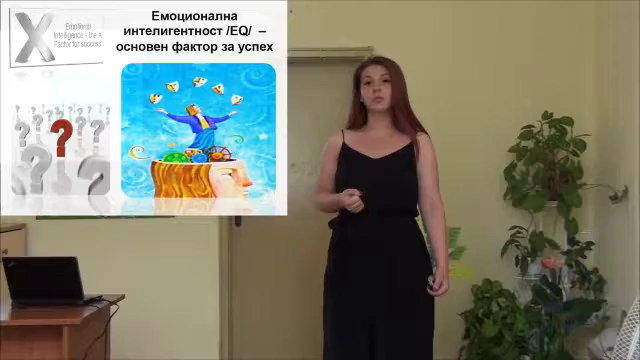 Емоционална
интелигентност /EQ/ –
основен фактор за успех
X
Emotional
Intelligence - the X
Factor for success